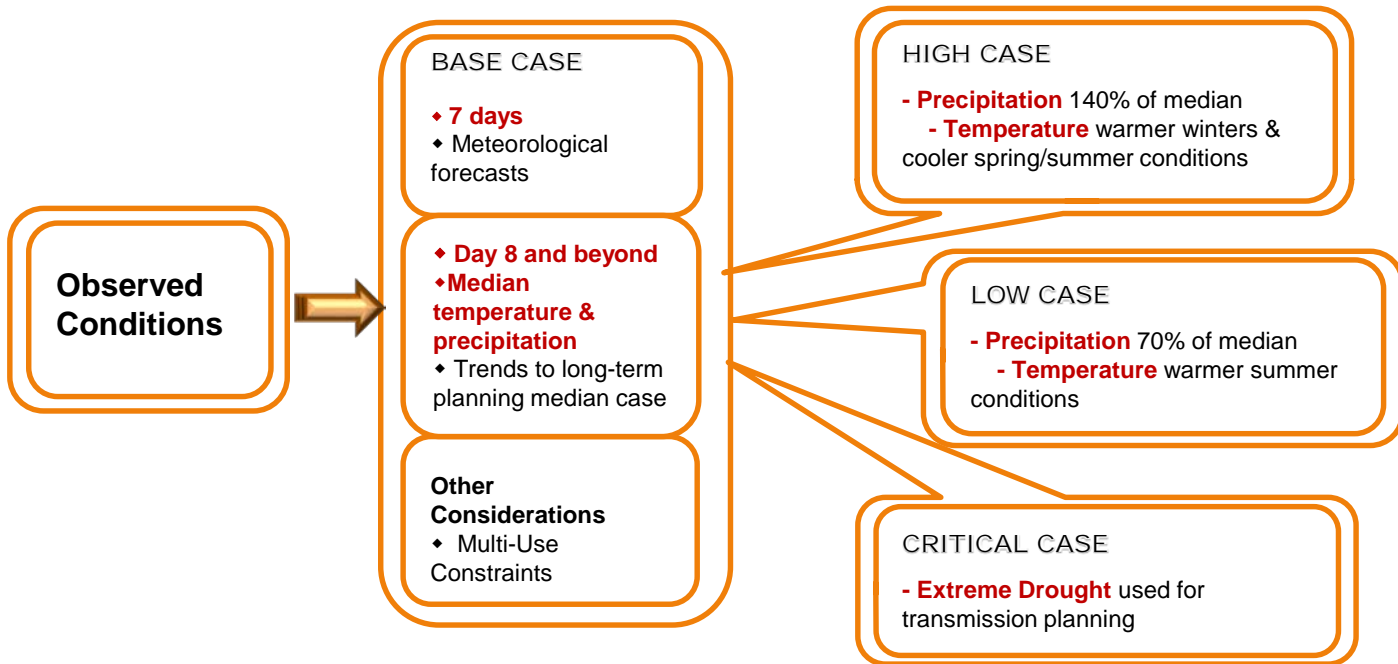 Observed
Conditions
BASE CASE
◆ 7 days
◆ Meteorological
forecasts
◆ Day 8 and beyond
◆Median
temperature &
precipitation
◆ Trends to long-term
planning median case
Other
Considerations
◆ Multi-Use
Constraints
HIGH CASE
- Precipitation 140% of median
- Temperature warmer winters &
cooler spring/summer conditions
LOW CASE
- Precipitation 70% of median
- Temperature warmer summer
conditions
CRITICAL CASE
- Extreme Drought used for
transmission planning